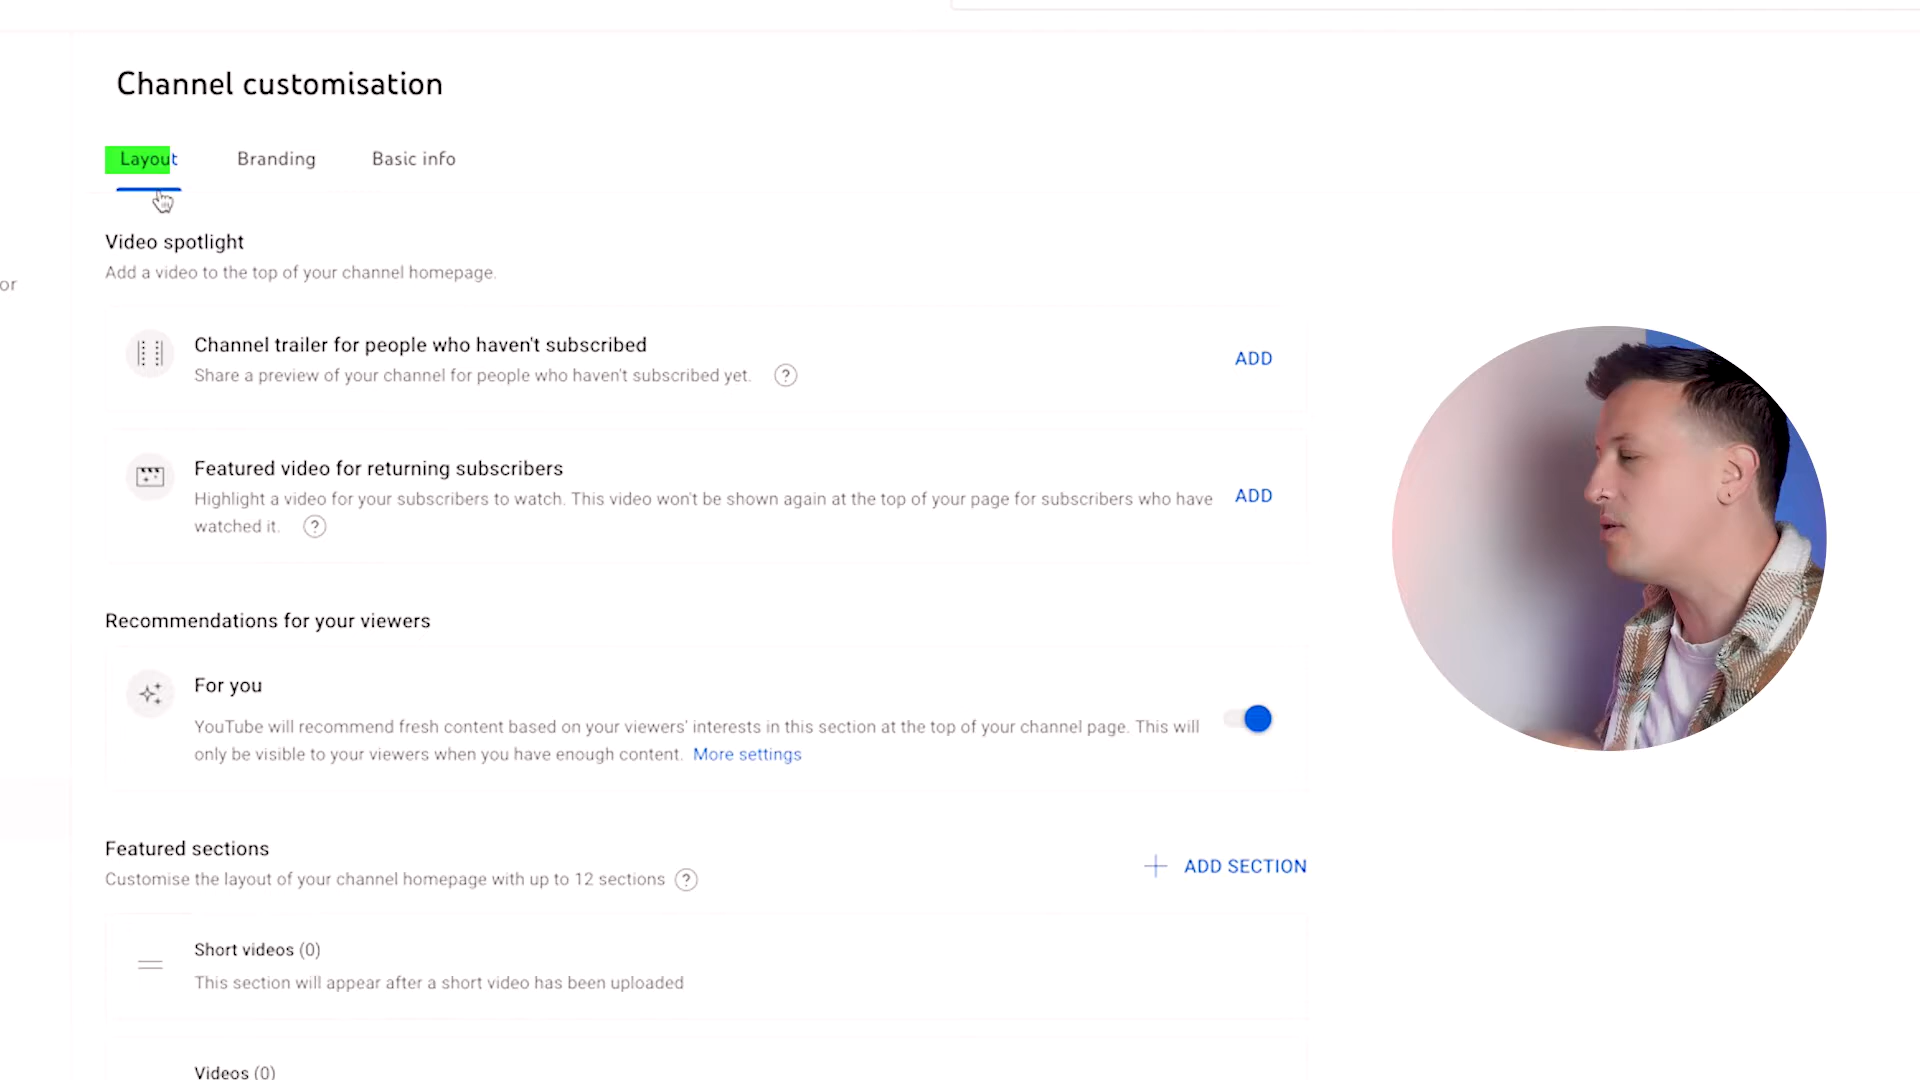 Channel customisation
Layout
Branding
Basic info
Video spotlight
Add a video to the top of your channel homepage.
or
Channel trailer for people who haven't subscribed
Share a preview of your channel for people who haven't subscribed yet. ?
ADD
Featured video for returning subscribers
Highlight a video for your subscribers to watch. This video won't be shown again at the top of your page for subscribers who have
watched it. ?
ADD
Recommendations for your viewers
For you
YouTube will recommend fresh content based on your viewers' interests in this section at the top of your channel page. This will
only be visible to your viewers when you have enough content. More settings
Featured sections
Customise the layout of your channel homepage with up to 12 sections ?
ADD SECTION
Short videos (0)
This section will appear after a short video has been uploaded
Videos (0)